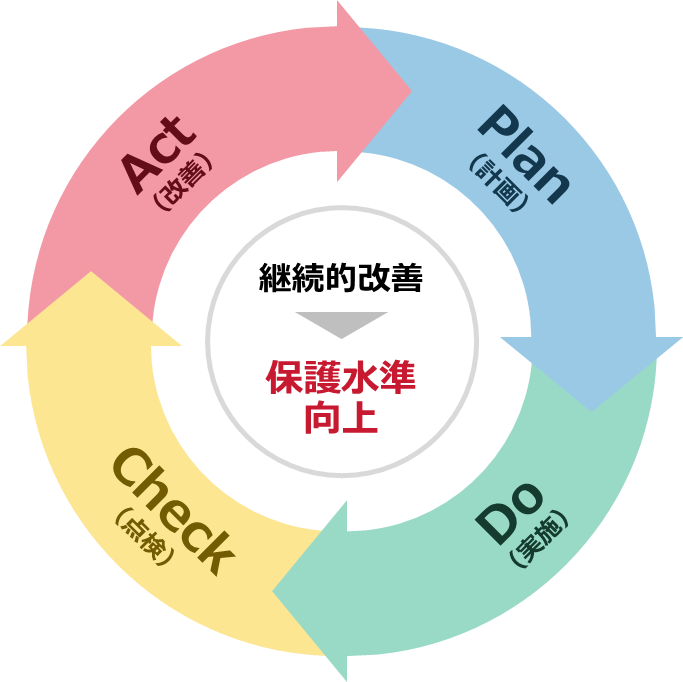 Plan
(計画)
Do
(実施)
Check
(点検)
Act
(改善)
継続的改善
保護水準
向上